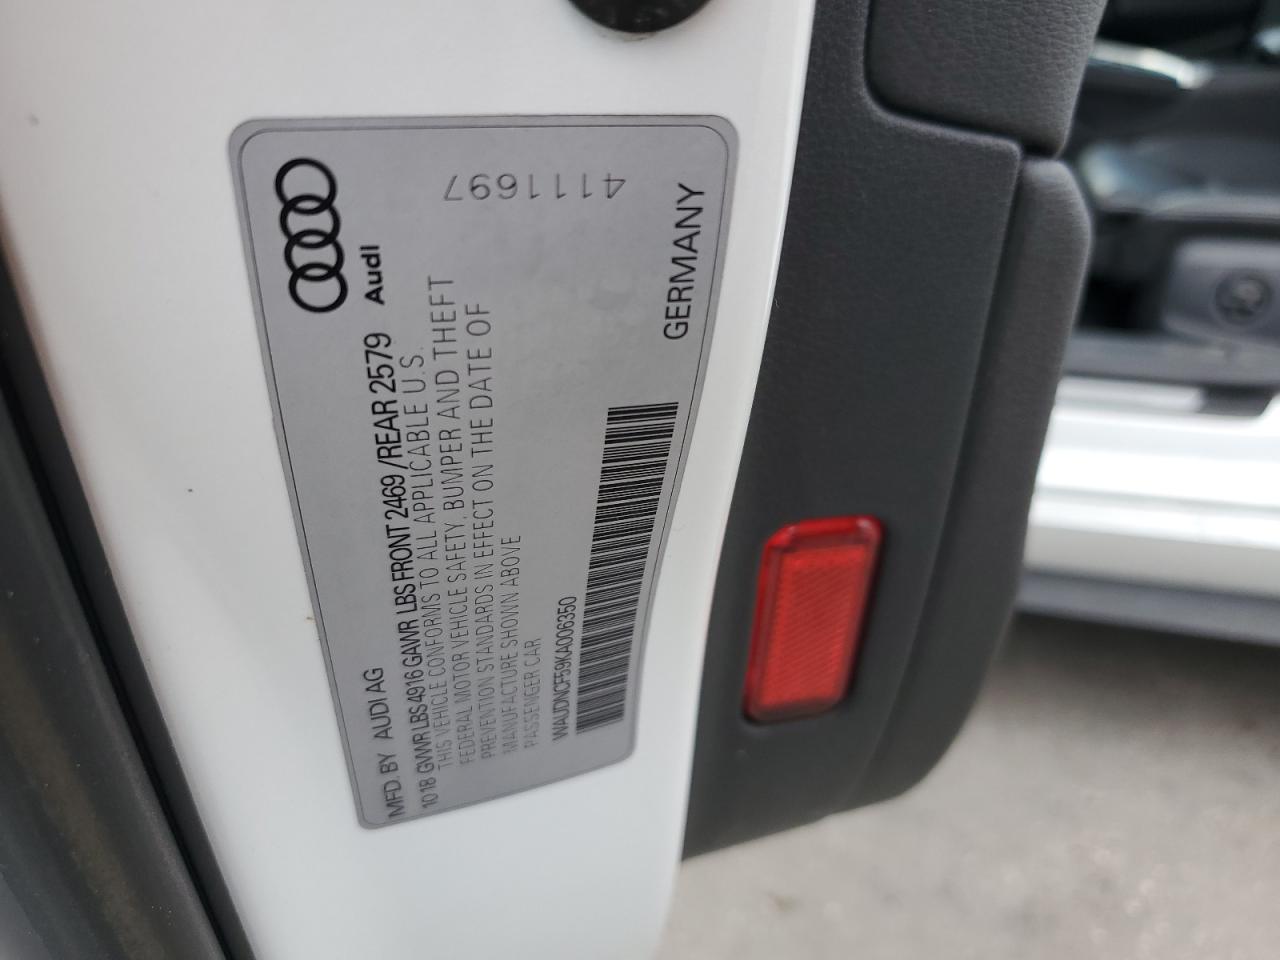 MFD. BY AUDI AG Audi
10 18 GVWR LBS 4916 GAWR LBS FRONT 2469 /REAR 2579
THIS VEHICLE CONFORMS TO ALL APPLICABLE U.S.
FEDERAL MOTOR VEHICLE SAFETY, BUMPER AND THEFT
PREVENTION STANDARDS IN EFFECT ON THE DATE OF
MANUFACTURE SHOWN ABOVE
PASSENGER CAR
WAUDNCF59KA006350
GERMANY
4111697